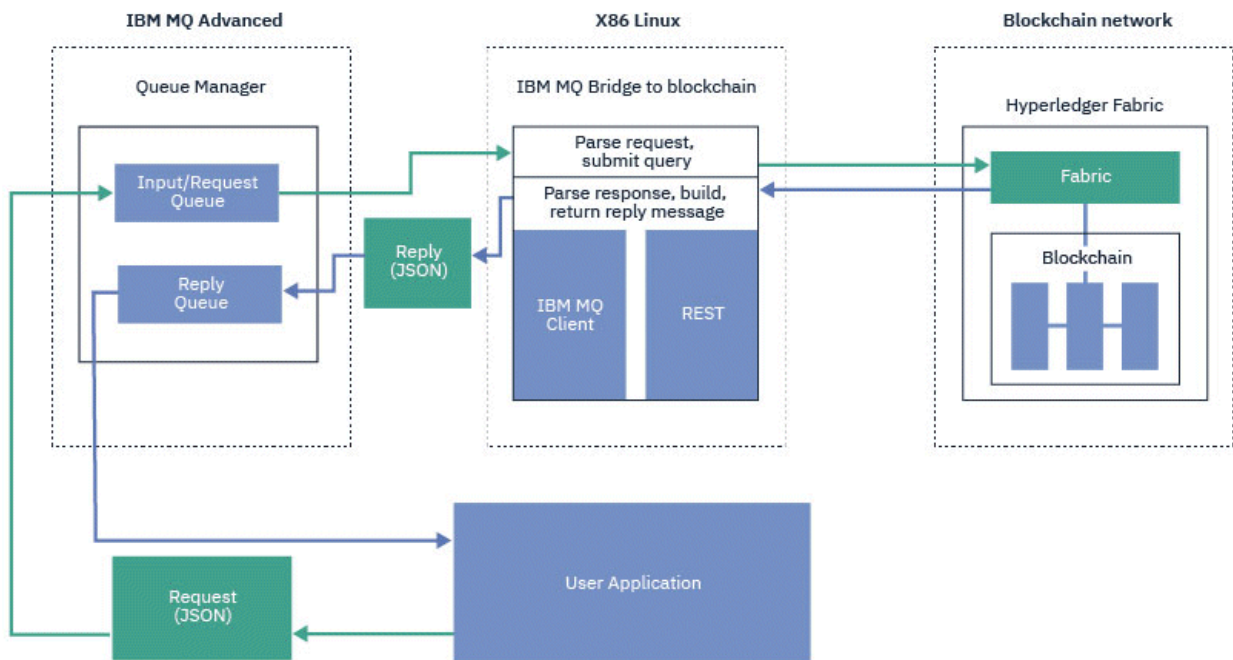 IBM MQ Advanced
X86 Linux
Blockchain network
Queue Manager
IBM MQ Bridge to blockchain
Hyperledger Fabric
Input/Request
Queue
Parse request,
submit query
Parse response, build,
return reply message
Fabric
Reply
(JSON)
Reply
Queue
IBM MQ
Client
REST
Blockchain
User Application
Request
(JSON)